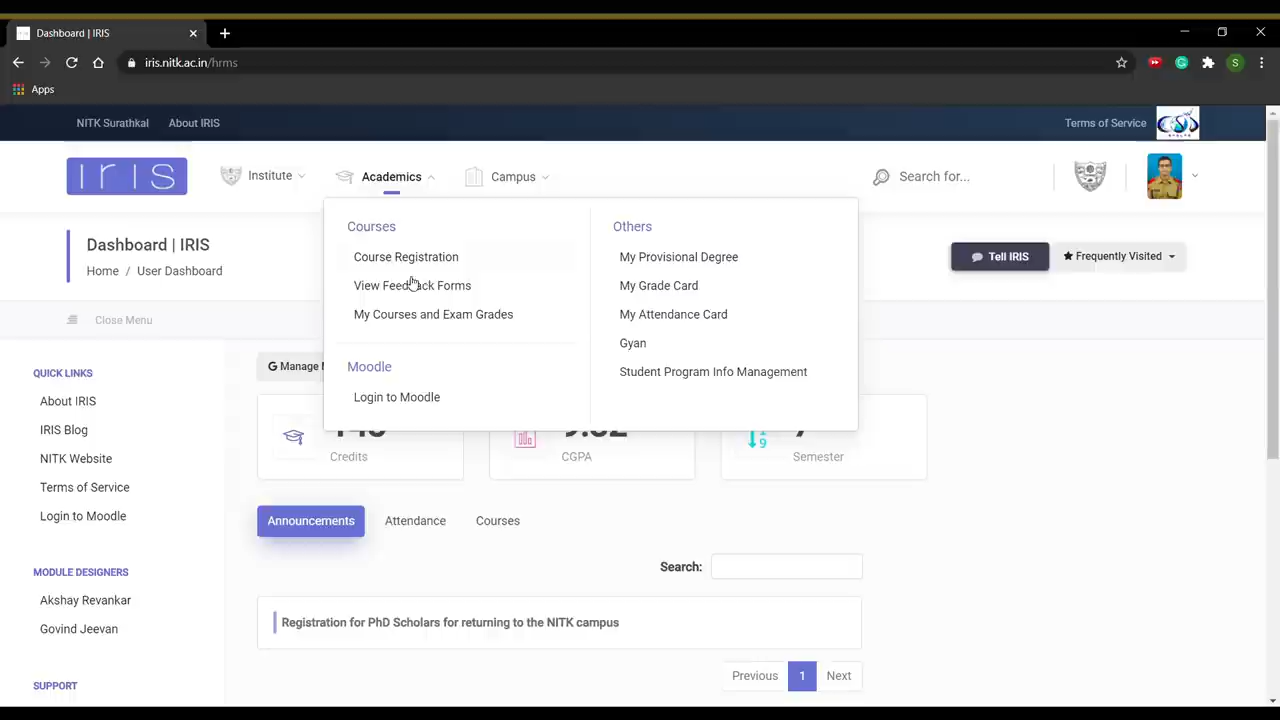 Dashboard | IRIS
iris.nitk.ac.in/hrms
S
Apps
NITK Surathkal About IRIS Terms of Service
iris Institute Academics Campus Search for...
Courses Others
Dashboard | IRIS
Course Registration My Provisional Degree Tell IRIS Frequently Visited
Home / User Dashboard
View Feedback Forms My Grade Card
My Courses and Exam Grades My Attendance Card
Close Menu
Gyan
Moodle
G Manage
Student Program Info Management
QUICK LINKS
Login to Moodle
About IRIS
IRIS Blog
Credits CGPA Semester
NITK Website
Terms of Service
Login to Moodle
Announcements Attendance Courses
Search:
MODULE DESIGNERS
Akshay Revankar
Registration for PhD Scholars for returning to the NITK campus
Govind Jeevan
Previous 1 Next
SUPPORT